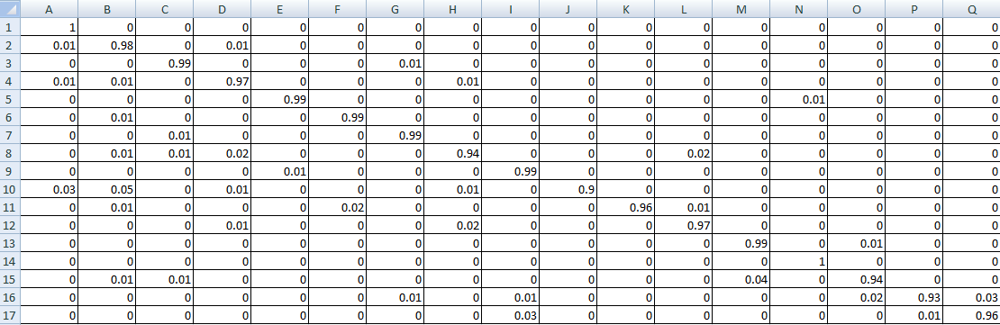 A B C D E F G H I J K L M N O P Q
1 1 0 0 0 0 0 0 0 0 0 0 0 0 0 0 0 0
2 0.01 0.98 0 0.01 0 0 0 0 0 0 0 0 0 0 0 0 0
3 0 0 0.99 0 0 0 0.01 0 0 0 0 0 0 0 0 0 0
4 0.01 0.01 0 0.97 0 0 0 0.01 0 0 0 0 0 0 0 0 0
5 0 0 0 0 0.99 0 0 0 0 0 0 0 0 0.01 0 0 0
6 0 0.01 0 0 0 0.99 0 0 0 0 0 0 0 0 0 0 0
7 0 0 0.01 0 0 0 0.99 0 0 0 0 0 0 0 0 0 0
8 0 0.01 0.01 0.02 0 0 0 0.94 0 0 0 0.02 0 0 0 0 0
9 0 0 0 0 0.01 0 0 0 0.99 0 0 0 0 0 0 0 0
10 0.03 0.05 0 0.01 0 0 0 0.01 0 0.9 0 0 0 0 0 0 0
11 0 0.01 0 0 0 0.02 0 0 0 0 0.96 0.01 0 0 0 0 0
12 0 0 0 0.01 0 0 0 0.02 0 0 0 0.97 0 0 0 0 0
13 0 0 0 0 0 0 0 0 0 0 0 0 0.99 0 0.01 0 0
14 0 0 0 0 0 0 0 0 0 0 0 0 0 1 0 0 0
15 0 0.01 0.01 0 0 0 0 0 0 0 0 0 0.04 0 0.94 0 0
16 0 0 0 0 0 0 0.01 0 0.01 0 0 0 0 0 0.02 0.93 0.03
17 0 0 0 0 0 0 0 0 0.03 0 0 0 0 0 0 0.01 0.96